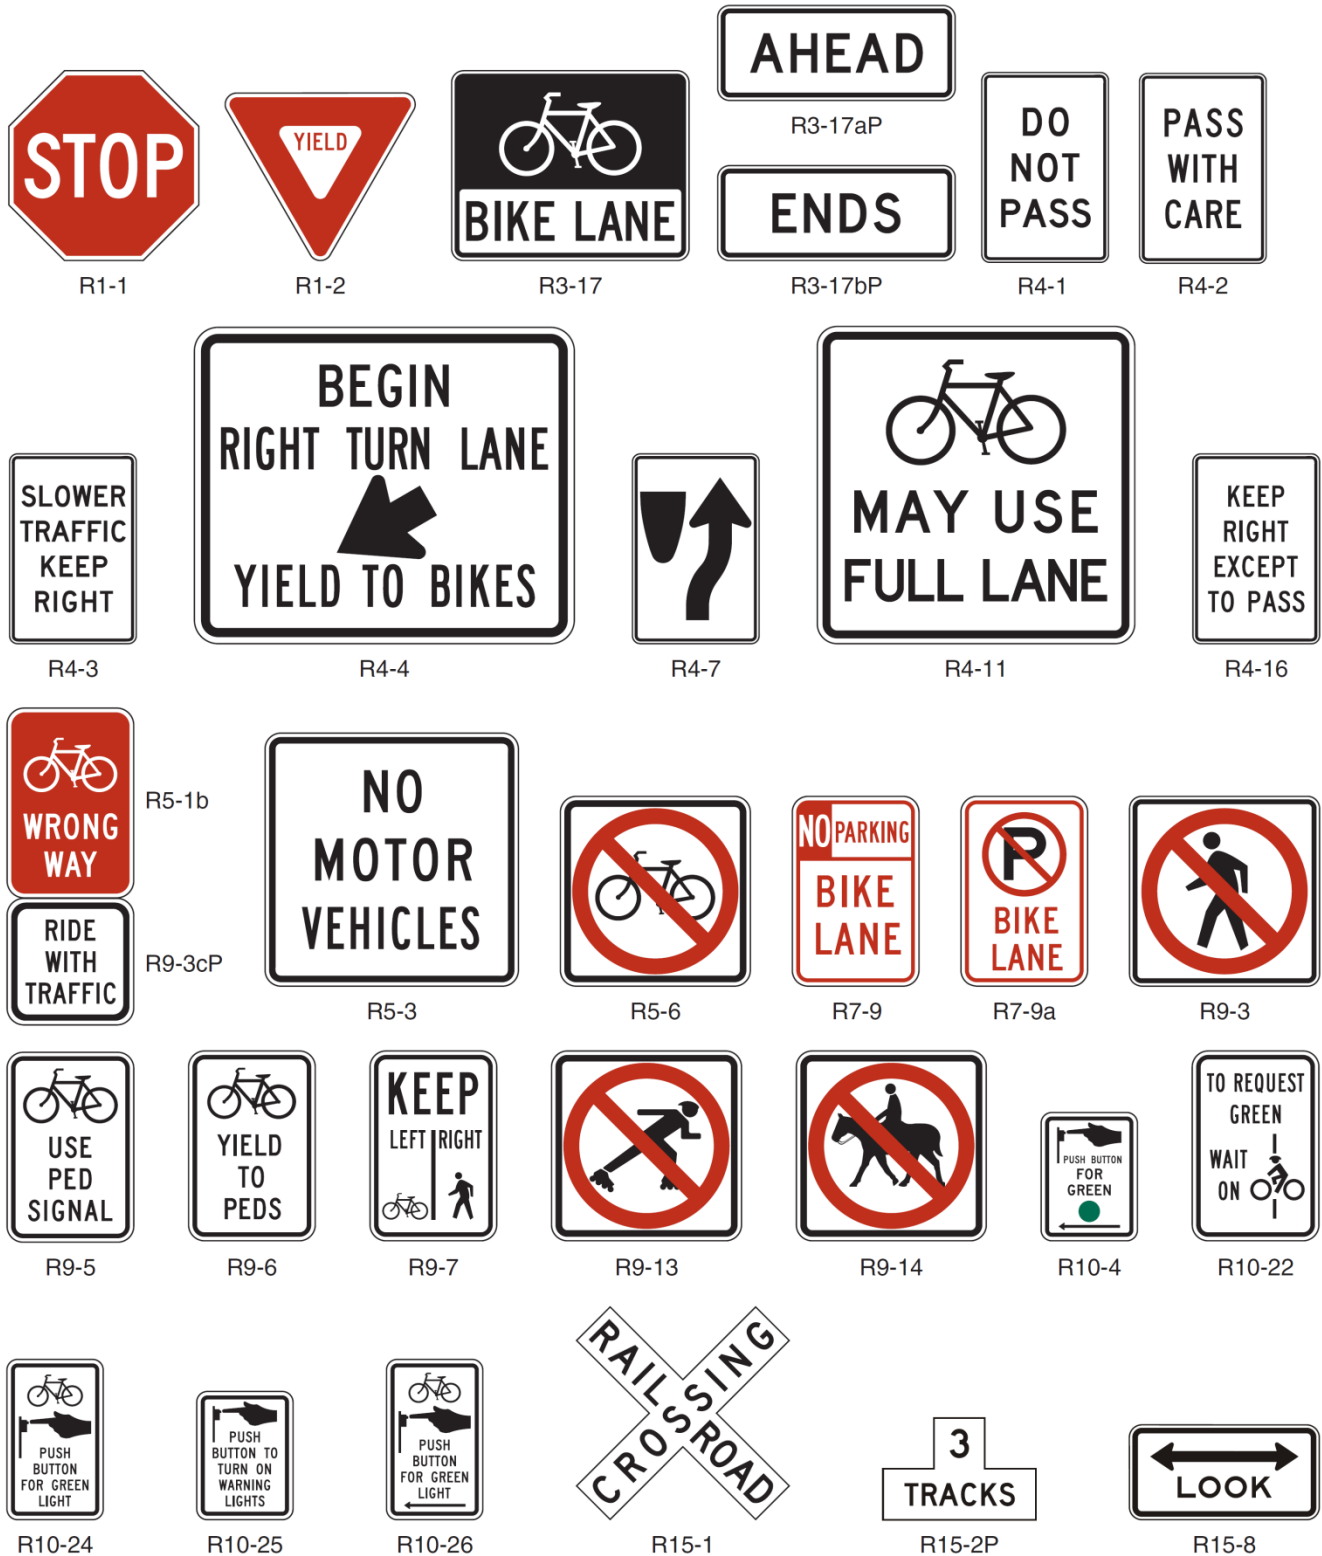 STOP
R1-1
YIELD
R1-2
BIKE LANE
R3-17
AHEAD
R3-17aP
ENDS
R3-17bP
DO
NOT
PASS
R4-1
PASS
WITH
CARE
R4-2
SLOWER
TRAFFIC
KEEP
RIGHT
R4-3
BEGIN
RIGHT TURN LANE
YIELD TO BIKES
R4-4
R4-7
MAY USE
FULL LANE
R4-11
KEEP
RIGHT
EXCEPT
TO PASS
R4-16
WRONG
WAY
R5-1b
RIDE
WITH
TRAFFIC
R9-3cP
NO
MOTOR
VEHICLES
R5-3
R5-6
NO PARKING
BIKE
LANE
R7-9
P
BIKE
LANE
R7-9a
R9-3
USE
PED
SIGNAL
R9-5
YIELD
TO
PEDS
R9-6
KEEP
LEFT RIGHT
R9-7
R9-13
R9-14
PUSH BUTTON
FOR
GREEN
R10-4
TO REQUEST
GREEN
WAIT
ON
R10-22
PUSH
BUTTON
FOR GREEN
LIGHT
R10-24
PUSH
BUTTON TO
TURN ON
WARNING
LIGHTS
R10-25
PUSH
BUTTON
FOR GREEN
LIGHT
R10-26
RAILROAD
CROSSING
R15-1
3
TRACKS
R15-2P
LOOK
R15-8